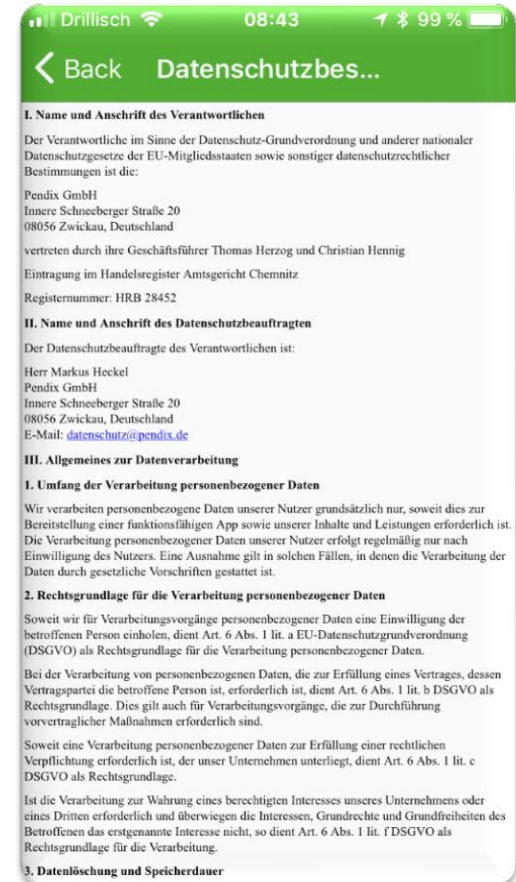 Drillisch 08:43 99 %
Back Datenschutzbes...
I. Name und Anschrift des Verantwortlichen
Der Verantwortliche im Sinne der Datenschutz-Grundverordnung und anderer nationaler
Datenschutzgesetze der EU-Mitgliedsstaaten sowie sonstiger datenschutzrechtlicher
Bestimmungen ist die:
Pendix GmbH
Innere Schneeberger Straße 20
08056 Zwickau, Deutschland
vertreten durch ihre Geschäftsführer Thomas Herzog und Christian Hennig
Eintragung im Handelsregister Amtsgericht Chemnitz
Registernummer: HRB 28452
II. Name und Anschrift des Datenschutzbeauftragten
Der Datenschutzbeauftragte des Verantwortlichen ist:
Herr Markus Heckel
Pendix GmbH
Innere Schneeberger Straße 20
08056 Zwickau, Deutschland
E-Mail: datenschutz@pendix.de
III. Allgemeines zur Datenverarbeitung
1. Umfang der Verarbeitung personenbezogener Daten
Wir verarbeiten personenbezogene Daten unserer Nutzer grundsätzlich nur, soweit dies zur
Bereitstellung einer funktionsfähigen App sowie unserer Inhalte und Leistungen erforderlich ist.
Die Verarbeitung personenbezogener Daten unserer Nutzer erfolgt regelmäßig nur nach
Einwilligung des Nutzers. Eine Ausnahme gilt in solchen Fällen, in denen die Verarbeitung der
Daten durch gesetzliche Vorschriften gestattet ist.
2. Rechtsgrundlage für die Verarbeitung personenbezogener Daten
Soweit wir für Verarbeitungsvorgänge personenbezogener Daten eine Einwilligung der
betroffenen Person einholen, dient Art. 6 Abs. 1 lit. a EU-Datenschutzgrundverordnung
(DSGVO) als Rechtsgrundlage für die Verarbeitung personenbezogener Daten.
Bei der Verarbeitung von personenbezogenen Daten, die zur Erfüllung eines Vertrages, dessen
Vertragspartei die betroffene Person ist, erforderlich ist, dient Art. 6 Abs. 1 lit. b DSGVO als
Rechtsgrundlage. Dies gilt auch für Verarbeitungsvorgänge, die zur Durchführung
vorvertraglicher Maßnahmen erforderlich sind.
Soweit eine Verarbeitung personenbezogener Daten zur Erfüllung einer rechtlichen
Verpflichtung erforderlich ist, der unser Unternehmen unterliegt, dient Art. 6 Abs. 1 lit. c
DSGVO als Rechtsgrundlage.
Ist die Verarbeitung zur Wahrung eines berechtigten Interesses unseres Unternehmens oder
eines Dritten erforderlich und überwiegen die Interessen, Grundrechte und Grundfreiheiten des
Betroffenen das erstgenannte Interesse nicht, so dient Art. 6 Abs. 1 lit. f DSGVO als
Rechtsgrundlage für die Verarbeitung.
3. Datenlöschung und Speicherdauer